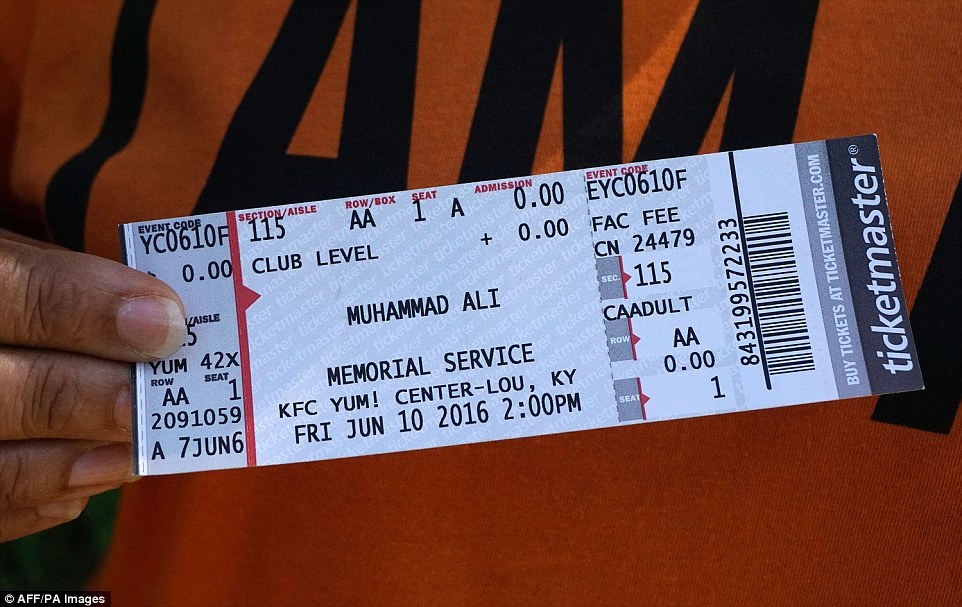 AM
EVENT CODE
YC0610F
0.00
/AISLE
YUM 42X
ROW SEAT
AA 1
2091059
A 7JUN6
SECTION/AISLE ROW/BOX SEAT ADMISSION
115 AA 1 A 0.00
CLUB LEVEL + 0.00
MUHAMMAD ALI
MEMORIAL SERVICE
KFC YUM! CENTER-LOU, KY
FRI JUN 10 2016 2:00PM
EVENT CODE
EYC0610F
FAC FEE
CN 24479
SEC. 115
CAADULT
ROW AA
0.00
SEAT 1
843199572233
BUY TICKETS AT TICKETMASTER.COM
ticketmaster®
© AFF/PA Images